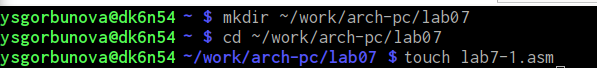 ysgorbunova@dk6n54 ~ $ mkdir ~/work/arch-pc/lab07
ysgorbunova@dk6n54 ~ $ cd ~/work/arch-pc/lab07
ysgorbunova@dk6n54 ~/work/arch-pc/lab07 $ touch lab7-1.asm